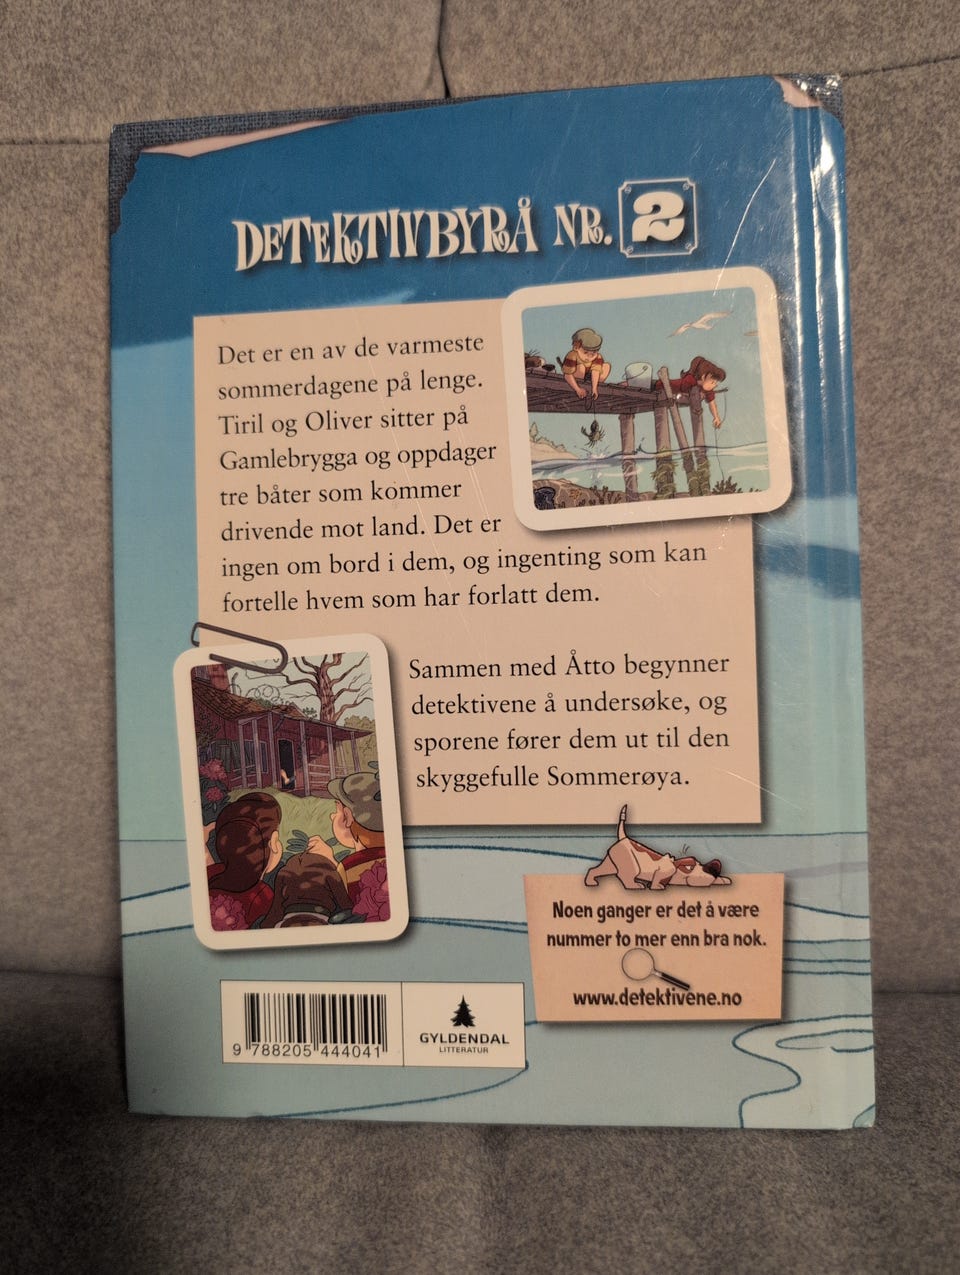 DETEKTIVBYRÅ NR. 2
Det er en av de varmeste
sommerdagene på lenge.
Tiril og Oliver sitter på
Gamlebrygga og oppdager
tre båter som kommer
drivende mot land. Det er
ingen om bord i dem, og ingenting som kan
fortelle hvem som har forlatt dem.
Sammen med Åtto begynner
detektivene å undersøke, og
sporene fører dem ut til den
skyggefulle Sommerøya.
Noen ganger er det å være
nummer to mer enn bra nok.
www.detektivene.no
9 788205 444041
GYLDENDAL
LITTERATUR